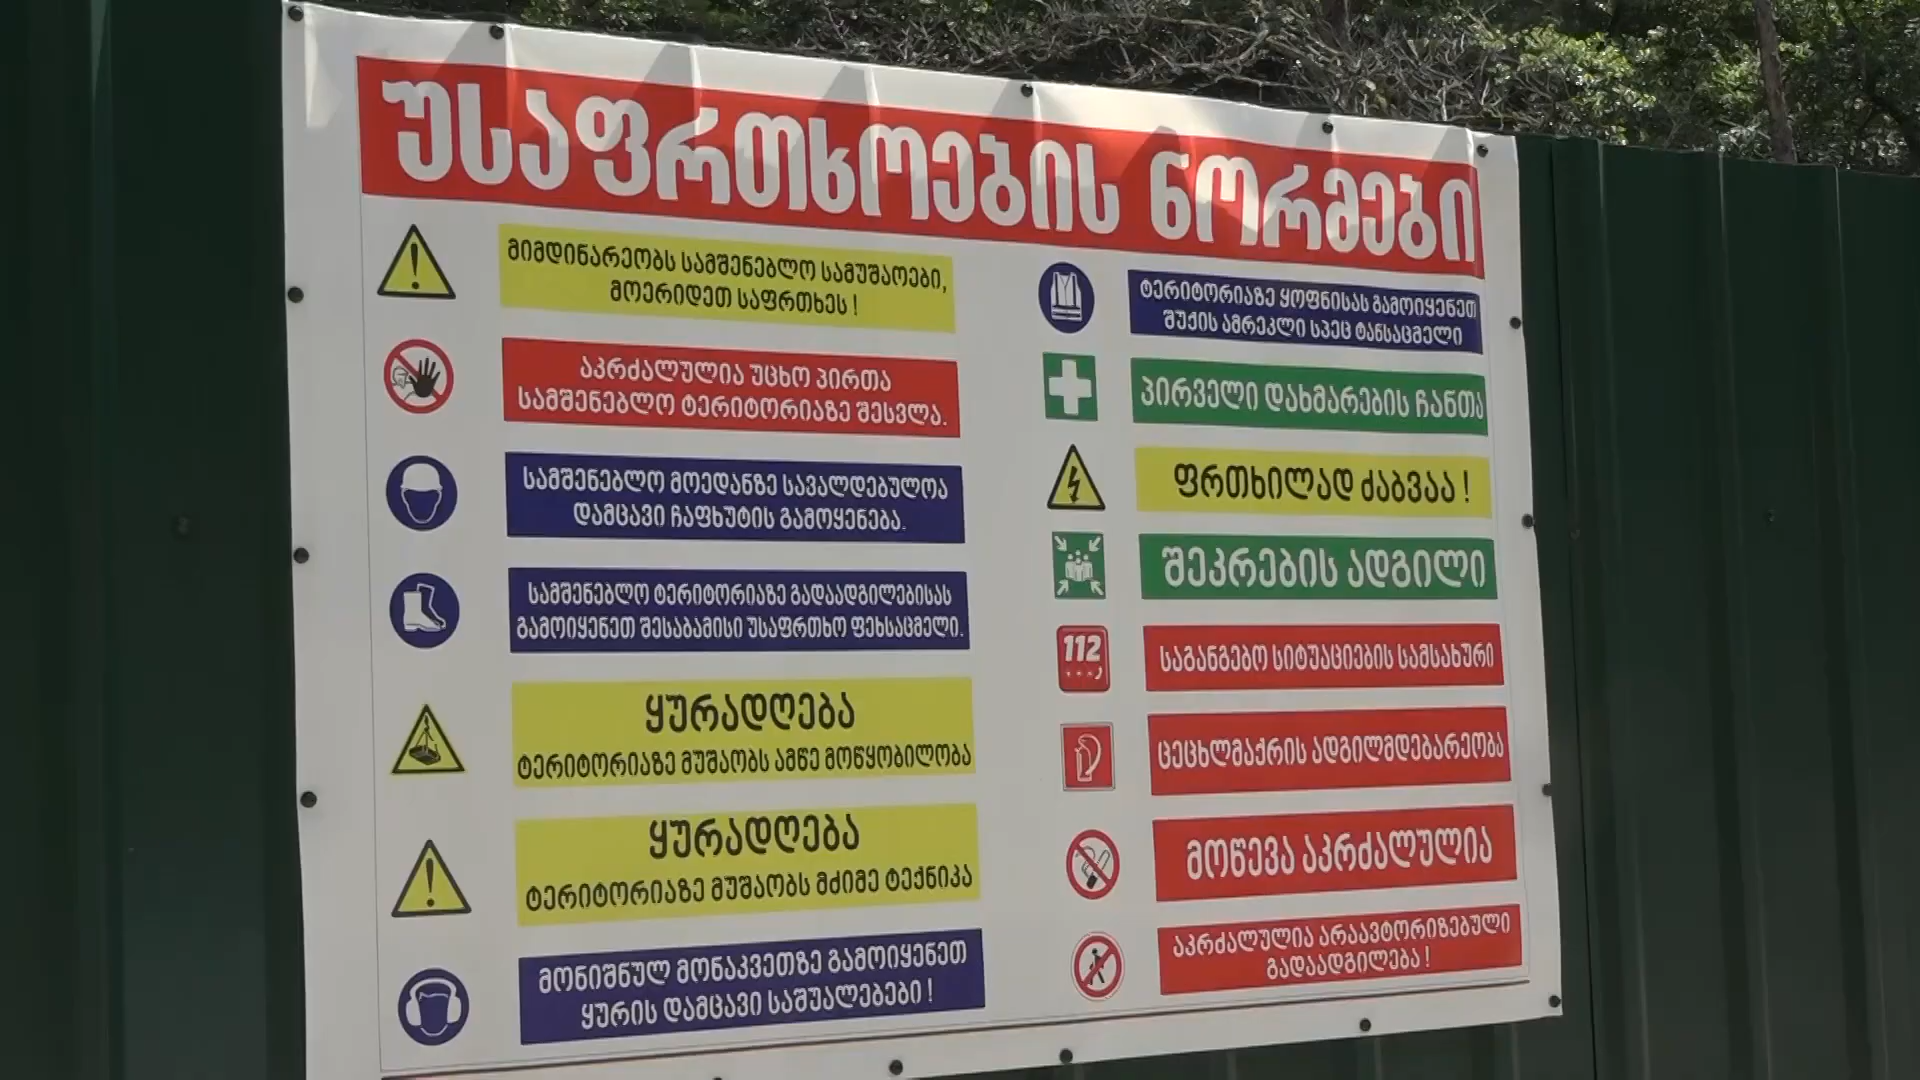 უსაფრთხოების ნორმები
მიმდინარეობს სამშენებლო სამუშაოები,
მოერიდეთ საფრთხეს !
აკრძალულია უცხო პირთა
სამშენებლო ტერიტორიაზე შესვლა.
სამშენებლო მოედანზე სავალდებულოა
დამცავი ჩაფხუტის გამოყენება.
სამშენებლო ტერიტორიაზე გადაადგილებისას
გამოიყენეთ შესაბამისი უსაფრთხო ფეხსაცმელი.
ყურადღება
ტერიტორიაზე მუშაობს ამწე მოწყობილობა
ყურადღება
ტერიტორიაზე მუშაობს მძიმე ტექნიკა
მონიშნულ მონაკვეთზე გამოიყენეთ
ყურის დამცავი საშუალებები !
ტერიტორიაზე ყოფნისას გამოიყენეთ
შუქის ამრეკლი სპეც ტანსაცმელი
პირველი დახმარების ჩანთა
ფრთხილად ძაბვაა !
შეკრების ადგილი
112
საგანგებო სიტუაციების სამსახური
ცეცხლმაქრის ადგილმდებარეობა
მოწევა აკრძალულია
აკრძალულია არაავტორიზებული
გადაადგილება !